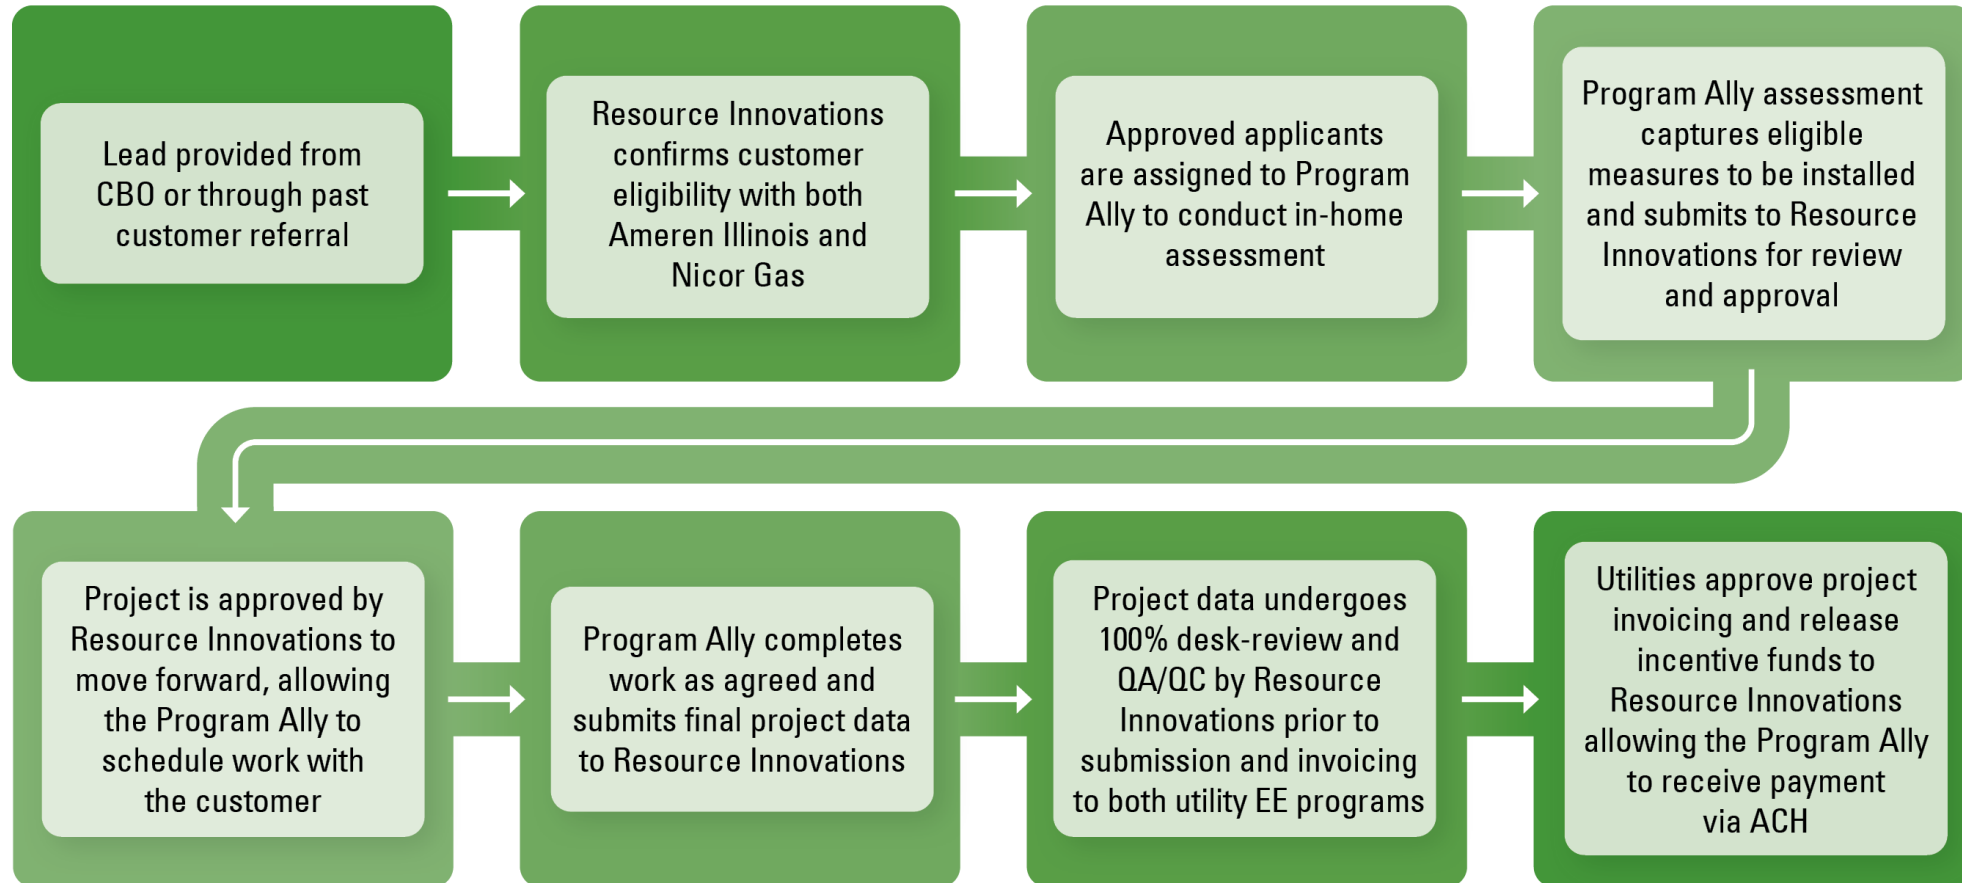 Lead provided from
CBO or through past
customer referral
Resource Innovations
confirms customer
eligibility with both
Ameren Illinois and
Nicor Gas
Approved applicants
are assigned to Program
Ally to conduct in-home
assessment
Program Ally assessment
captures eligible
measures to be installed
and submits to Resource
Innovations for review
and approval
Project is approved by
Resource Innovations to
move forward, allowing
the Program Ally to
schedule work with
the customer
Program Ally completes
work as agreed and
submits final project data
to Resource Innovations
Project data undergoes
100% desk-review and
QA/QC by Resource
Innovations prior to
submission and invoicing
to both utility EE programs
Utilities approve project
invoicing and release
incentive funds to
Resource Innovations
allowing the Program Ally
to receive payment
via ACH